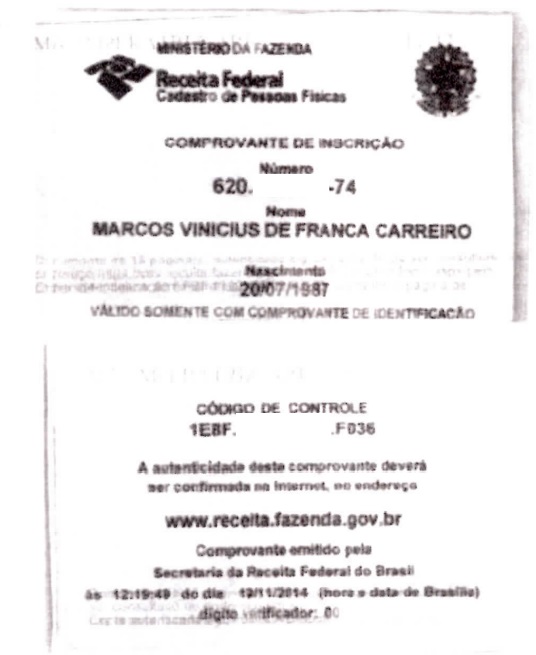 MINISTÉRIO DA FAZENDA
Receita Federal
Cadastro de Pessoas Físicas
COMPROVANTE DE INSCRIÇÃO
Número
620. -74
Nome
MARCOS VINICIUS DE FRANCA CARREIRO
Nascimento
20/07/1987
VÁLIDO SOMENTE COM COMPROVANTE DE IDENTIFICAÇÃO
CÓDIGO DE CONTROLE
1E8F. .F036
A autenticidade deste comprovante deverá
ser confirmada na Internet, no endereço
www.receita.fazenda.gov.br
Comprovante emitido pela
Secretaria da Receita Federal do Brasil
às 12:19:49 do dia 19/11/2014 (hora e data de Brasília)
dígito verificador: 00